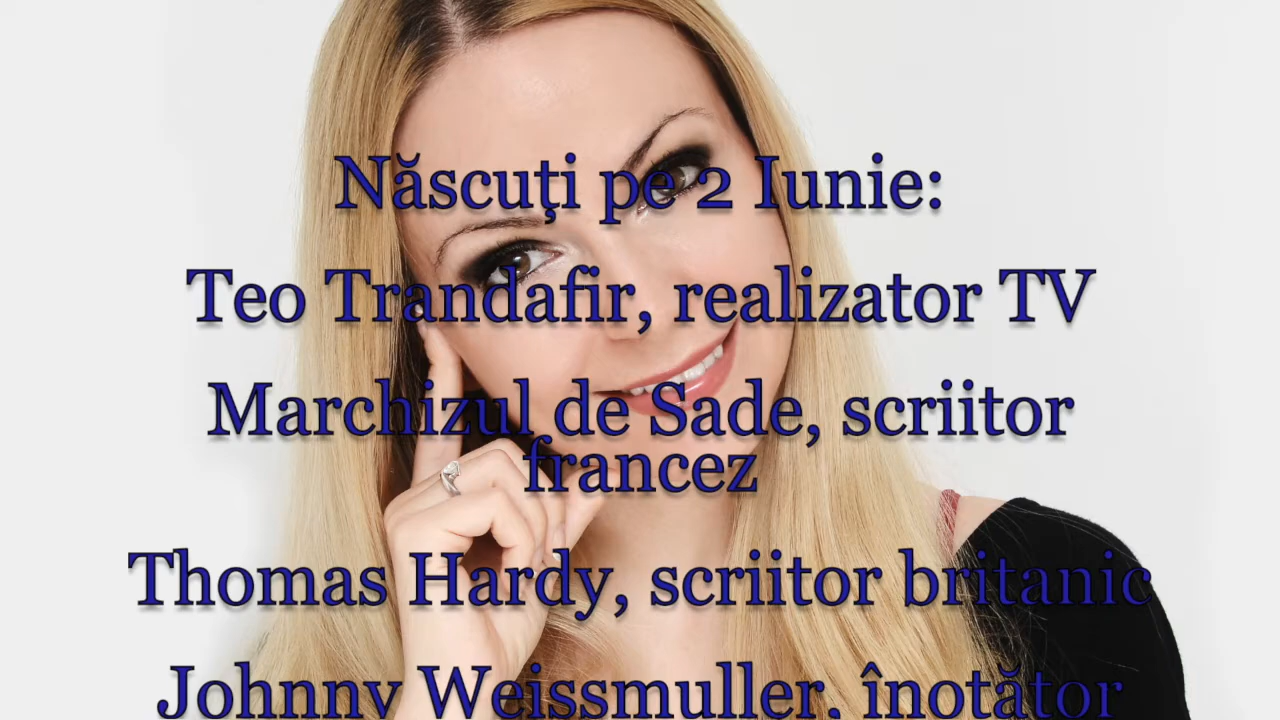 Născuți pe 2 Iunie:
Teo Trandafir, realizator TV
Marchizul de Sade, scriitor
francez
Thomas Hardy, scriitor britanic
Johnny Weissmuller, înotător